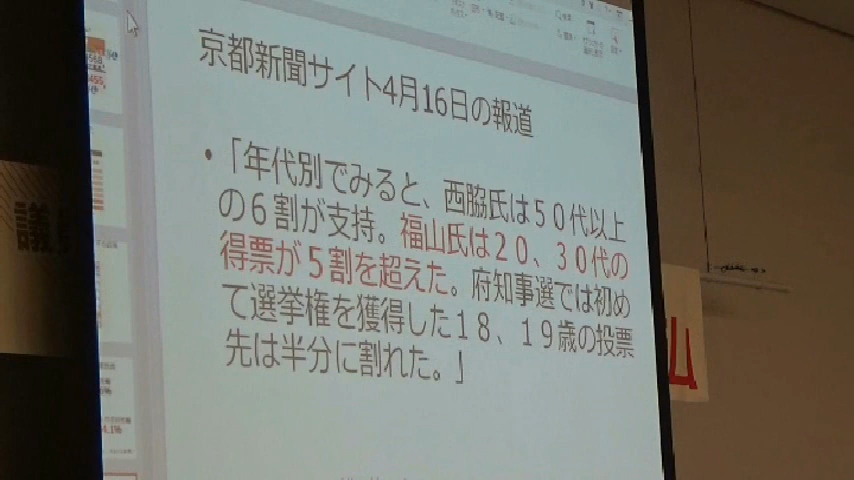 京都新聞サイト4月16日の報道
•「年代別でみると、西脇氏は５０代以上
の６割が支持。福山氏は２０、３０代の
得票が５割を超えた。府知事選では初め
て選挙権を獲得した１８、１９歳の投票
先は半分に割れた。」
議